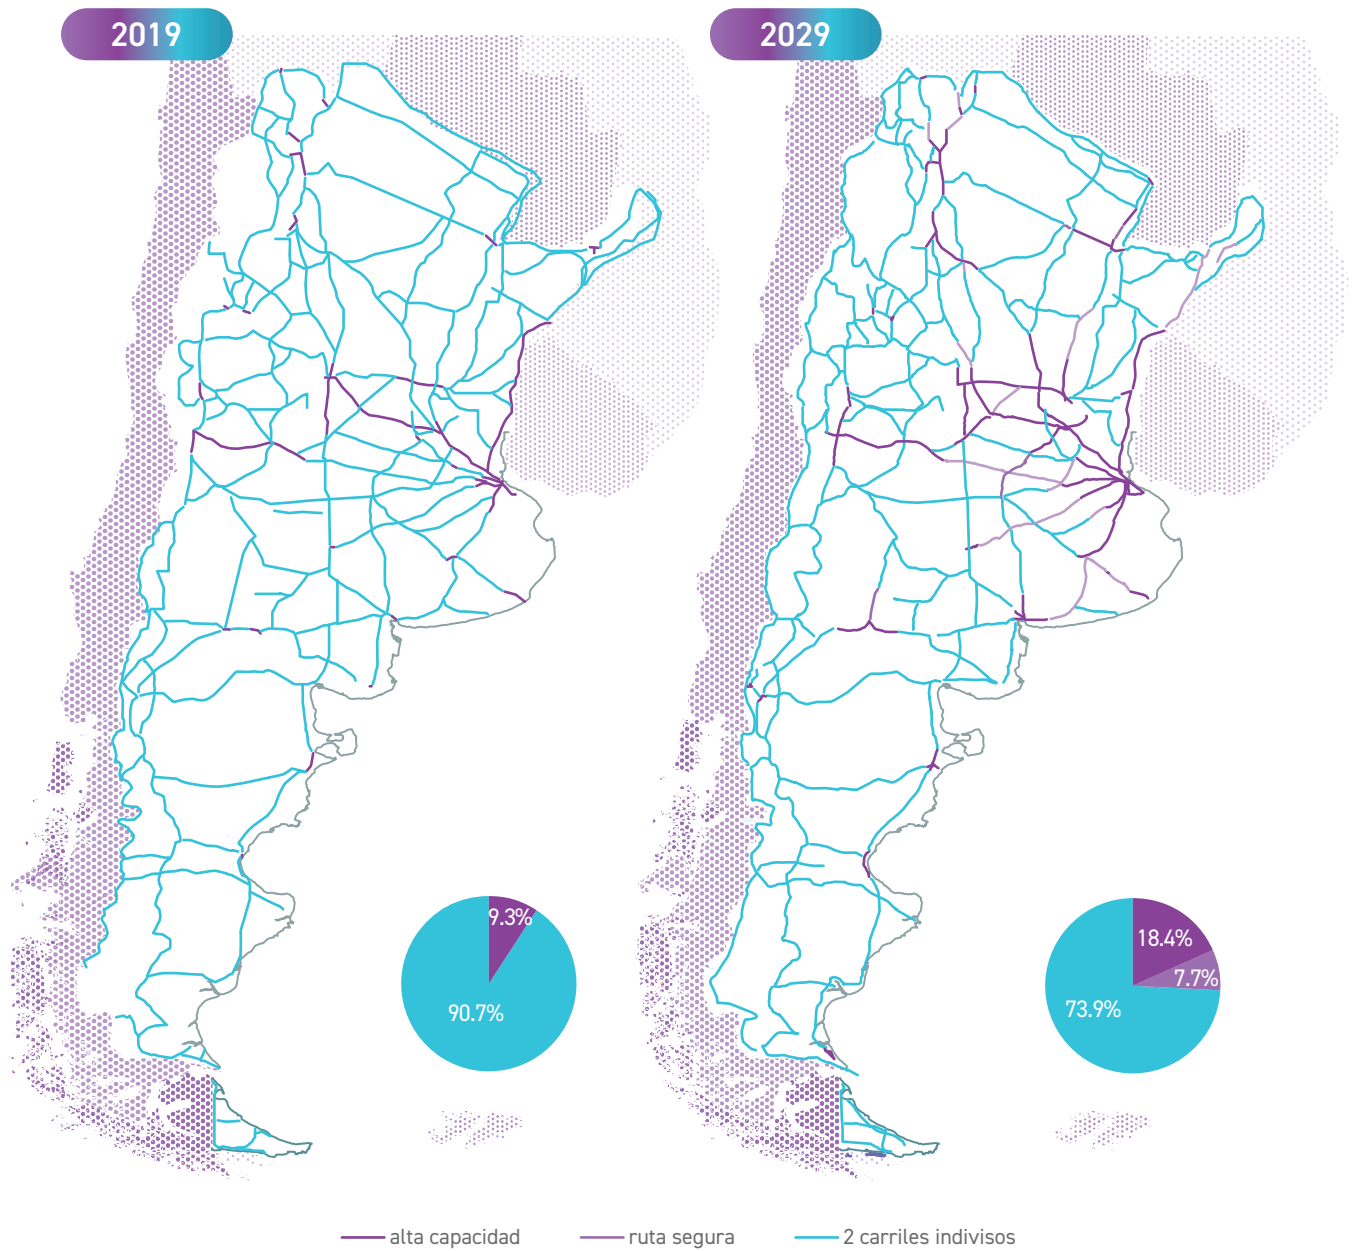 2019
2029
9.3%
90.7%
18.4%
7.7%
73.9%
alta capacidad
ruta segura
2 carriles indivisos